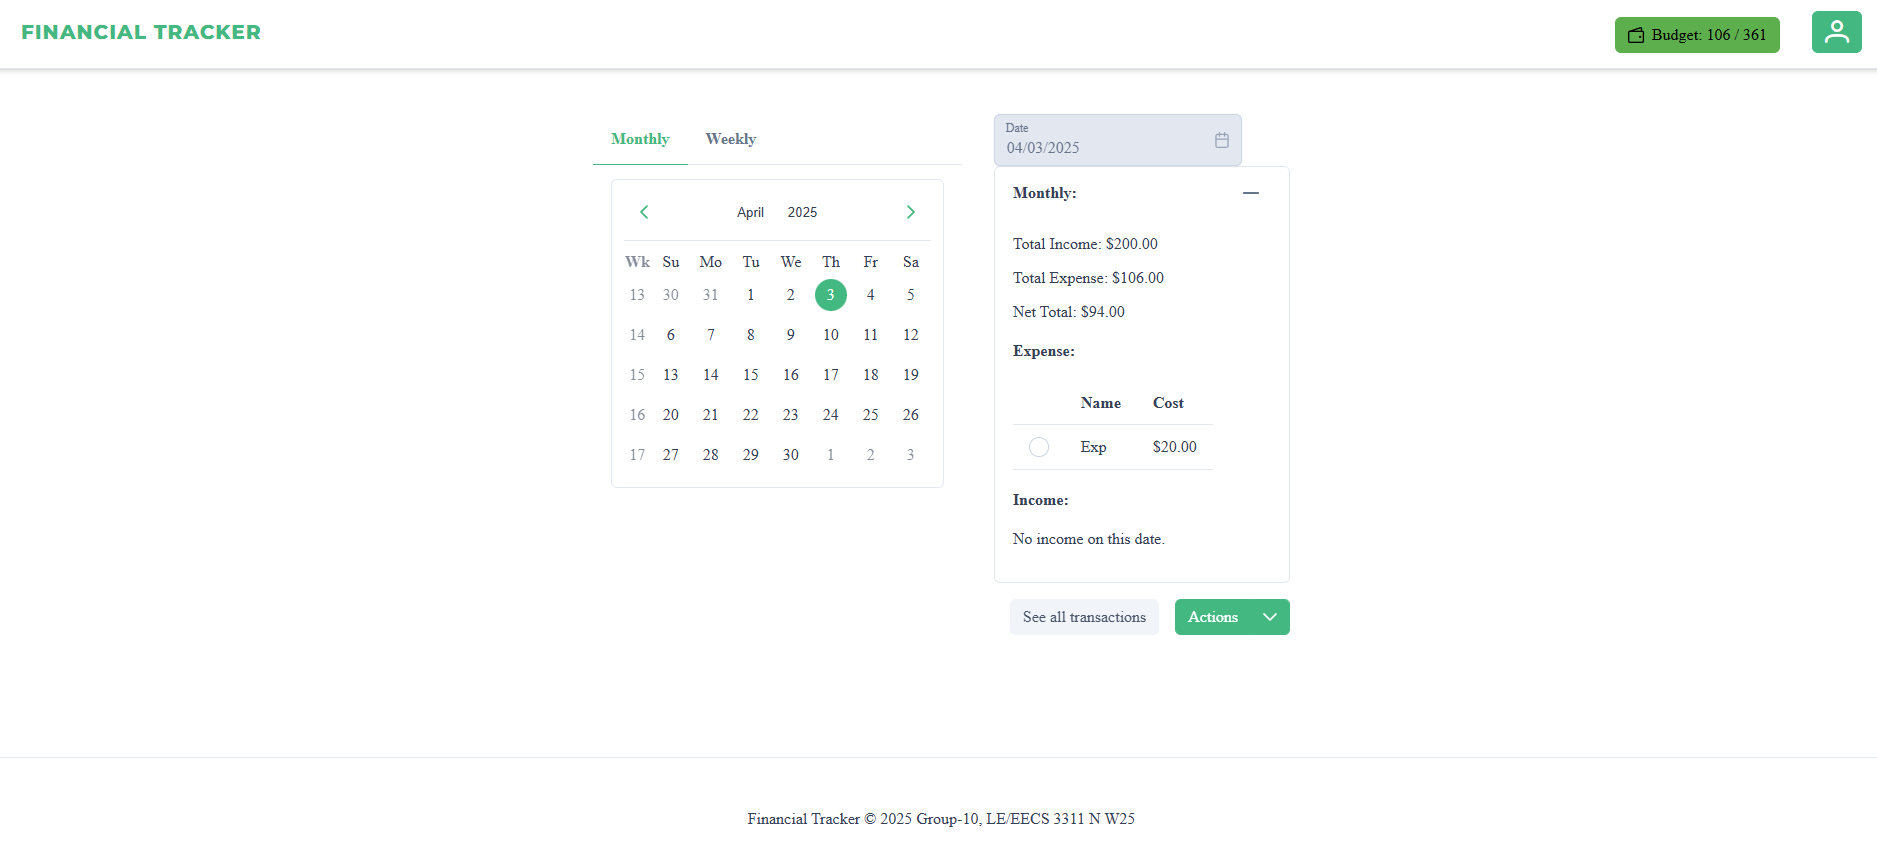 FINANCIAL TRACKER
Budget: 106 / 361
Monthly Weekly
April 2025
Wk Su Mo Tu We Th Fr Sa
13 30 31 1 2 3 4 5
14 6 7 8 9 10 11 12
15 13 14 15 16 17 18 19
16 20 21 22 23 24 25 26
17 27 28 29 30 1 2 3
Date
04/03/2025
Monthly:
Total Income: $200.00
Total Expense: $106.00
Net Total: $94.00
Expense:
Name Cost
Exp $20.00
Income:
No income on this date.
See all transactions
Actions
Financial Tracker © 2025 Group-10, LE/EECS 3311 N W25